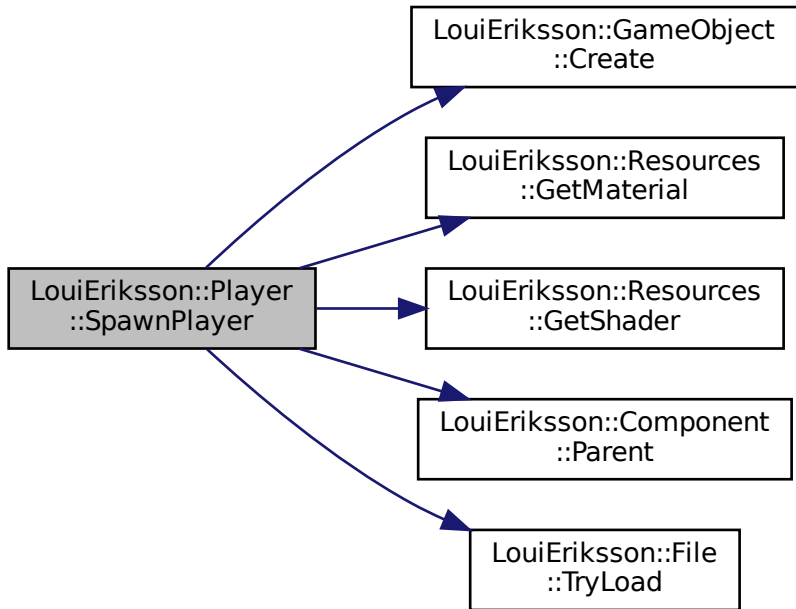 LouiEriksson::GameObject
::Create
LouiEriksson::Resources
::GetMaterial
LouiEriksson::Player
::SpawnPlayer
LouiEriksson::Resources
::GetShader
LouiEriksson::Component
::Parent
LouiEriksson::File
::TryLoad